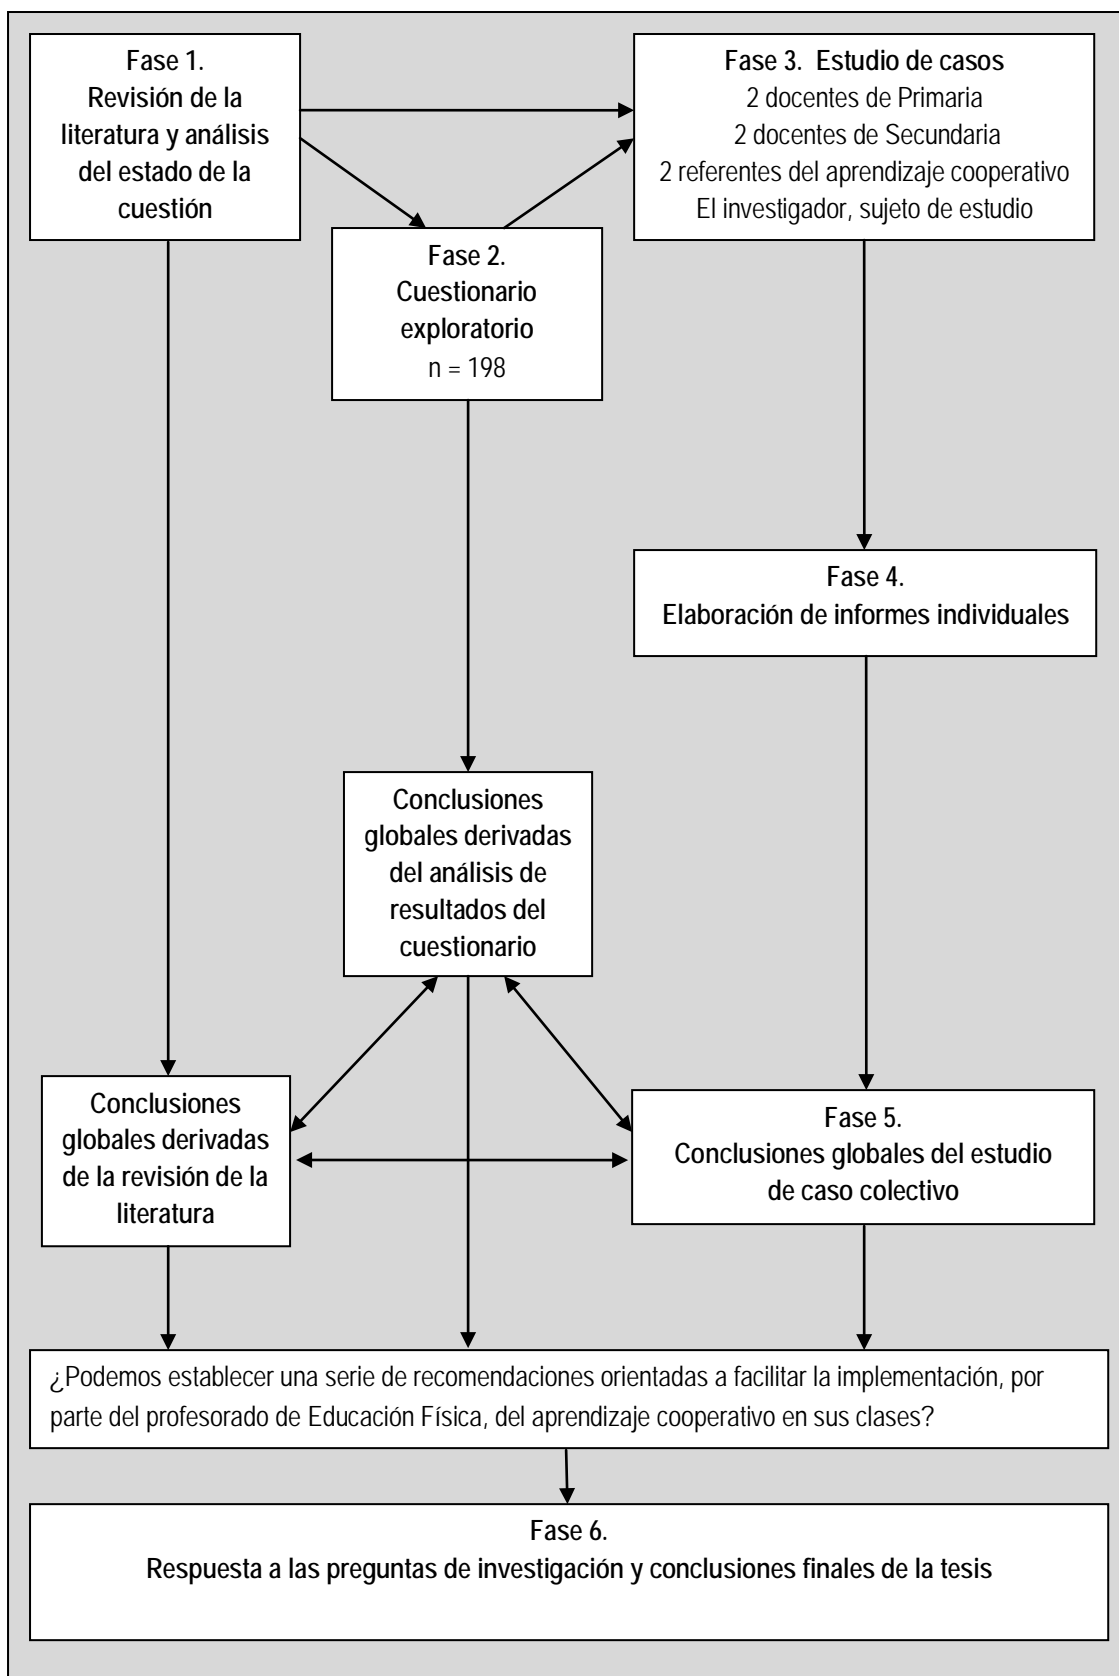 Fase 1.
Revisión de la
literatura y análisis
del estado de la
cuestión
Fase 3. Estudio de casos
2 docentes de Primaria
2 docentes de Secundaria
2 referentes del aprendizaje cooperativo
El investigador, sujeto de estudio
Fase 2.
Cuestionario
exploratorio
n = 198
Fase 4.
Elaboración de informes individuales
Conclusiones
globales derivadas
del análisis de
resultados del
cuestionario
Conclusiones
globales derivadas
de la revisión de la
literatura
Fase 5.
Conclusiones globales del estudio
de caso colectivo
¿Podemos establecer una serie de recomendaciones orientadas a facilitar la implementación, por
parte del profesorado de Educación Física, del aprendizaje cooperativo en sus clases?
Fase 6.
Respuesta a las preguntas de investigación y conclusiones finales de la tesis